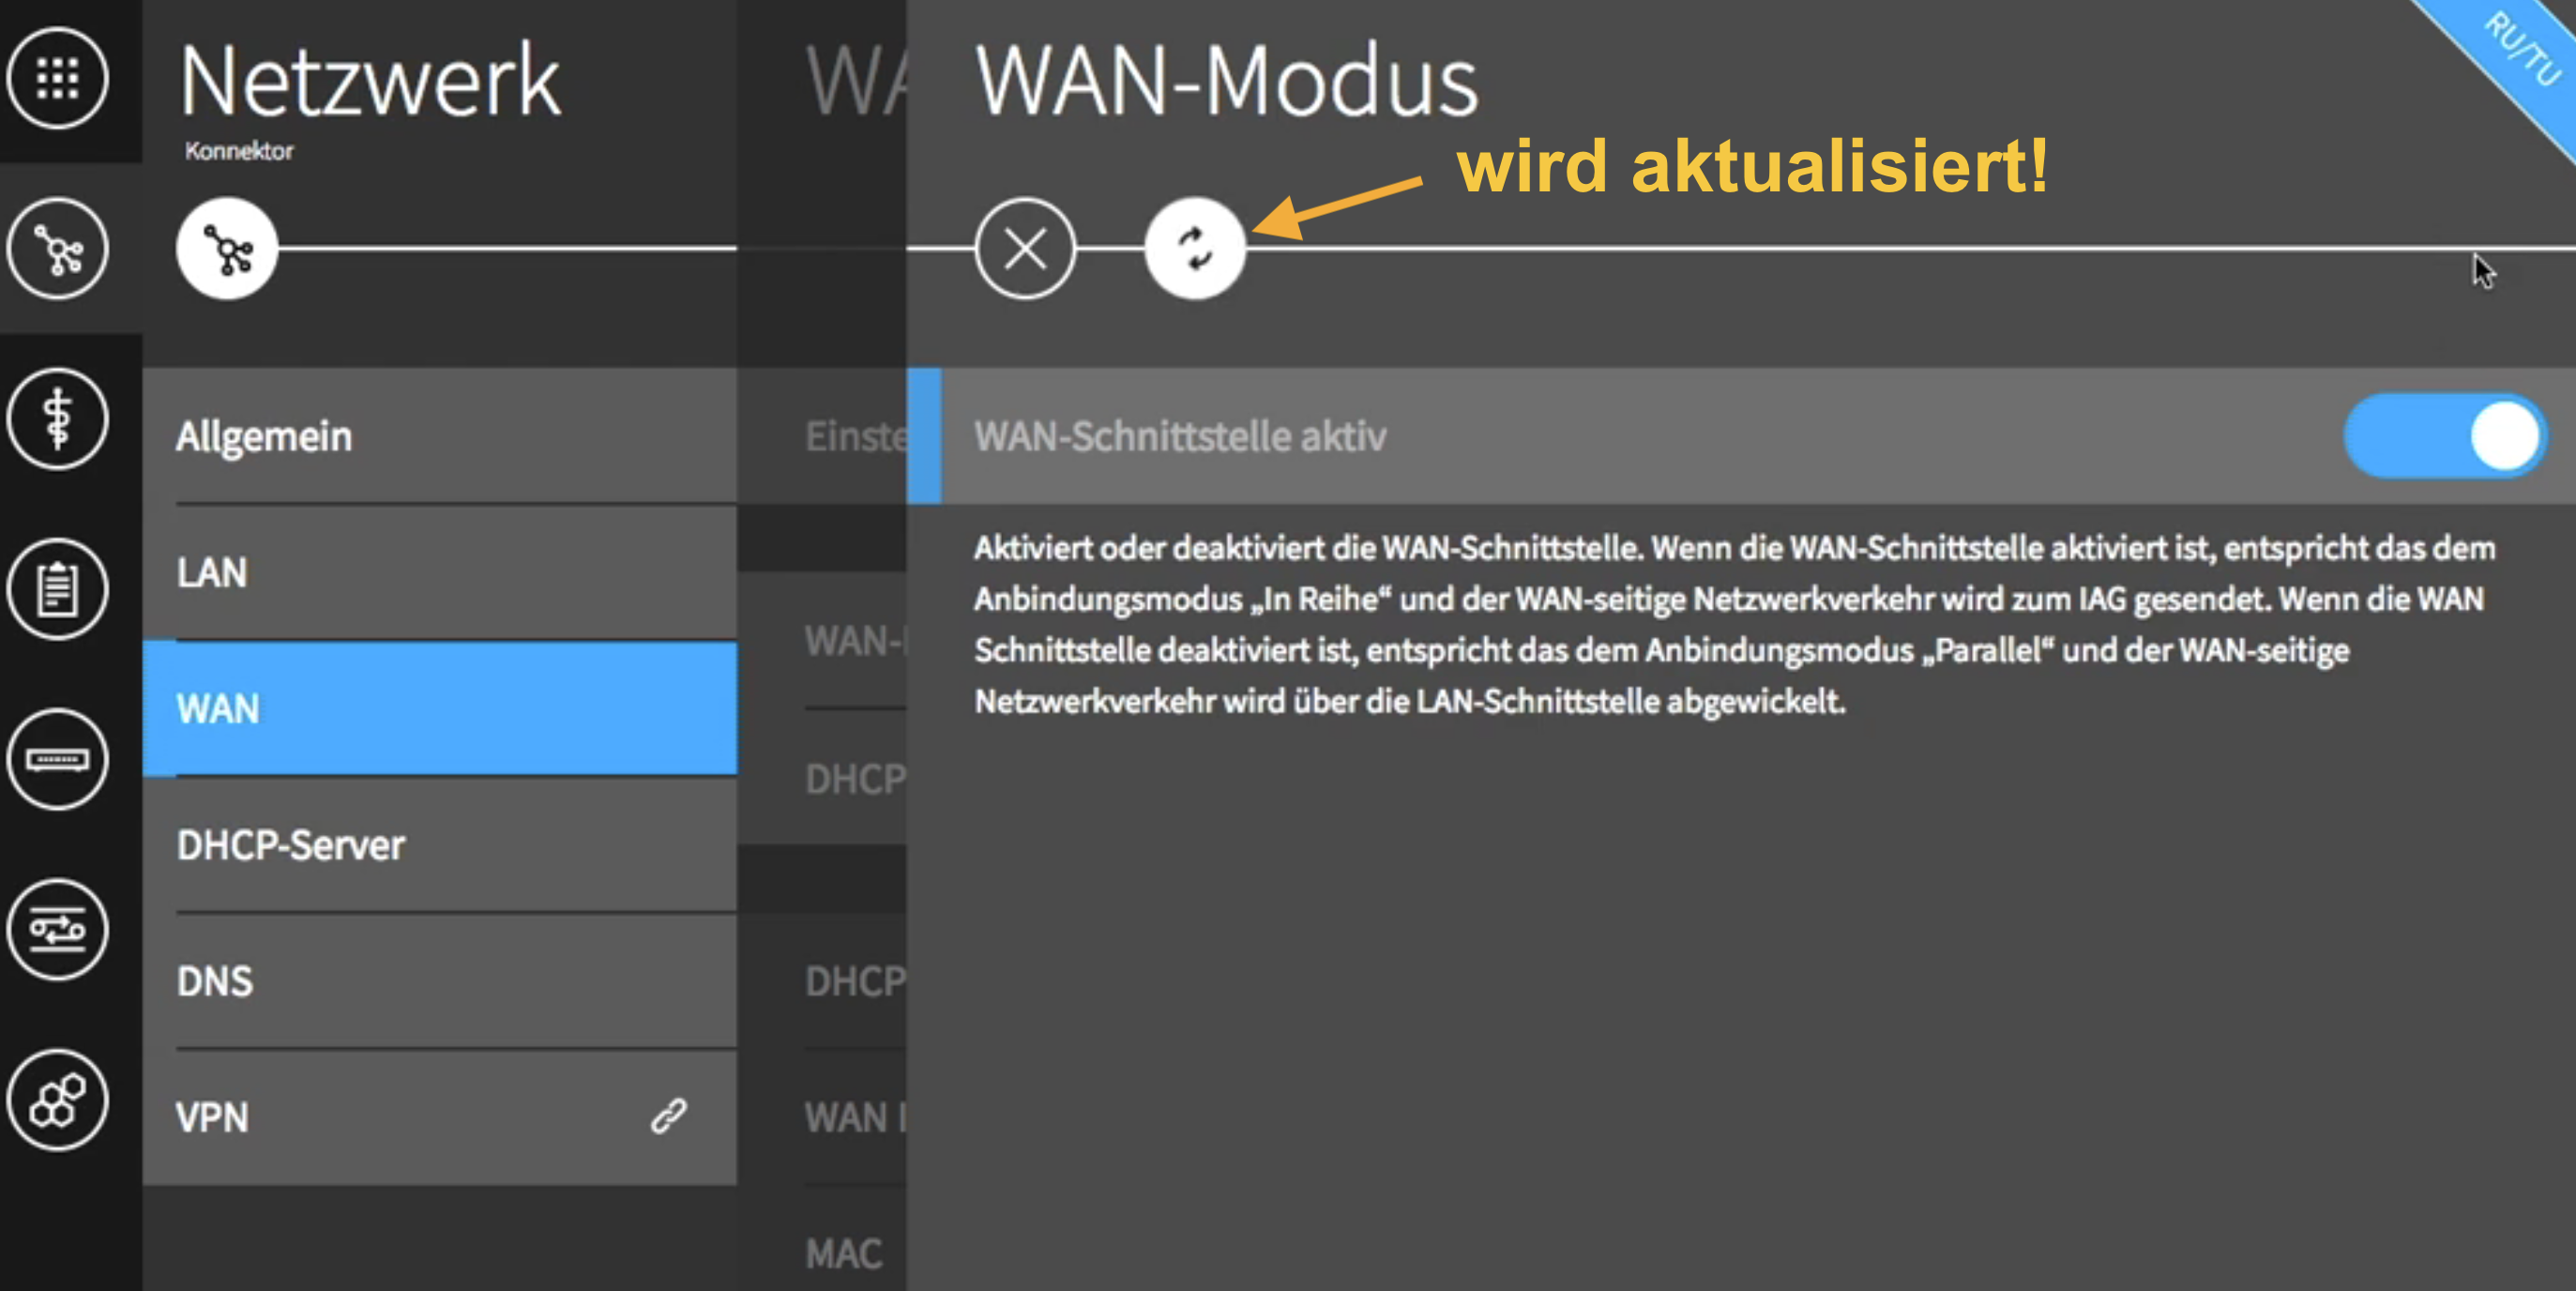 Netzwerk
Konnektor
WA
WAN-Modus
RU/TU
wird aktualisiert!
Allgemein
LAN
WAN
DHCP-Server
DNS
VPN
Einste
WAN-
DHCP
DHCP
WAN
MAC
WAN-Schnittstelle aktiv
Aktiviert oder deaktiviert die WAN-Schnittstelle. Wenn die WAN-Schnittstelle aktiviert ist, entspricht das dem
Anbindungsmodus „In Reihe“ und der WAN-seitige Netzwerkverkehr wird zum IAG gesendet. Wenn die WAN
Schnittstelle deaktiviert ist, entspricht das dem Anbindungsmodus „Parallel“ und der WAN-seitige
Netzwerkverkehr wird über die LAN-Schnittstelle abgewickelt.